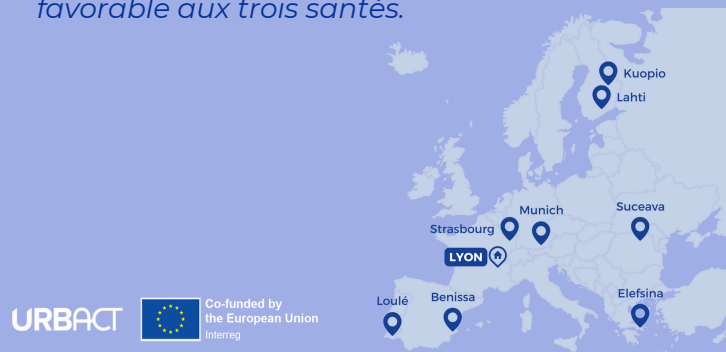 favorable aux trois santés.
Kuopio
Lahti
Munich
Suceava
Strasbourg
LYON
Loulé
Benissa
Elefsina
URBACT
Co-funded by
the European Union
Interreg